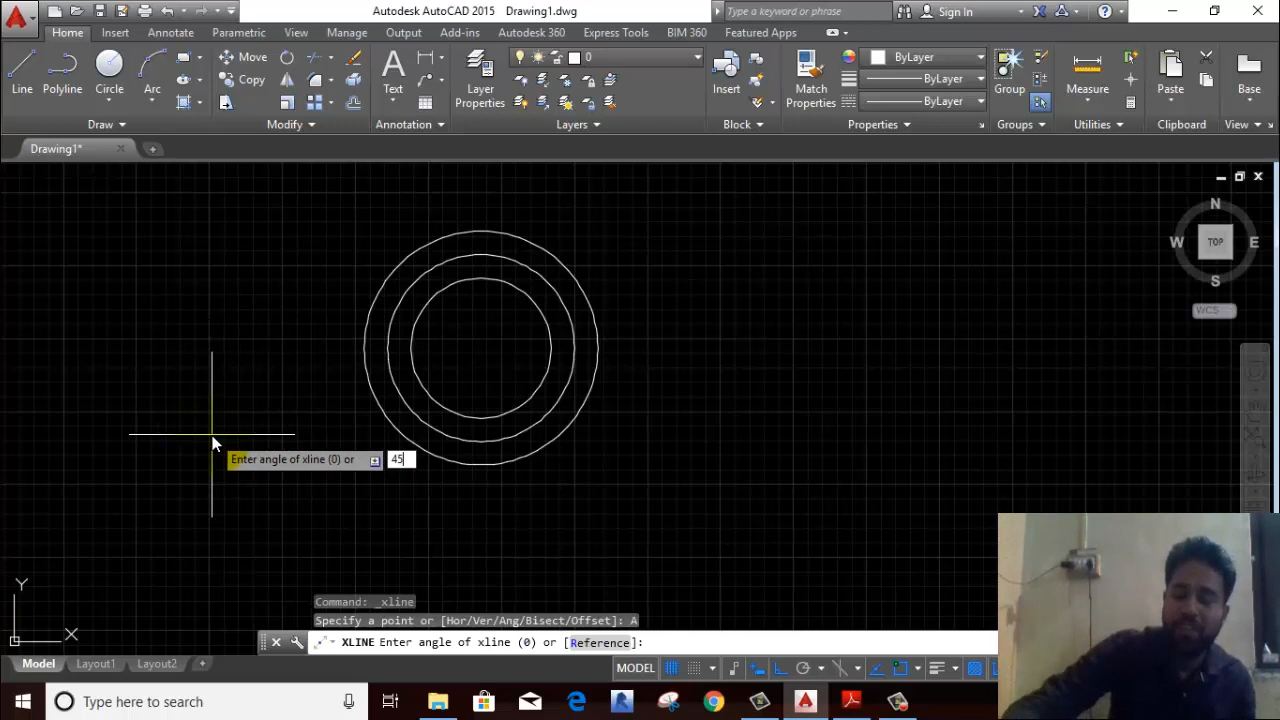 Autodesk AutoCAD 2015 Drawing1.dwg
Type a keyword or phrase
Sign In
Home Insert Annotate Parametric View Manage Output Add-ins Autodesk 360 Express Tools BIM 360 Featured Apps
Line Polyline Circle Arc
Move
Copy
Text
Layer Properties
0
Insert
Match Properties
ByLayer
ByLayer
ByLayer
Group
Measure
Paste
Base
Draw Modify Annotation Layers Block Properties Groups Utilities Clipboard View
Drawing1*
N
W TOP E
S
WCS
Enter angle of xline (0) or 45
Y
X
Command: _xline
Specify a point or [Hor/Ver/Ang/Bisect/Offset]: A
XLINE Enter angle of xline (0) or [Reference]:
Model Layout1 Layout2 +
MODEL
Type here to search